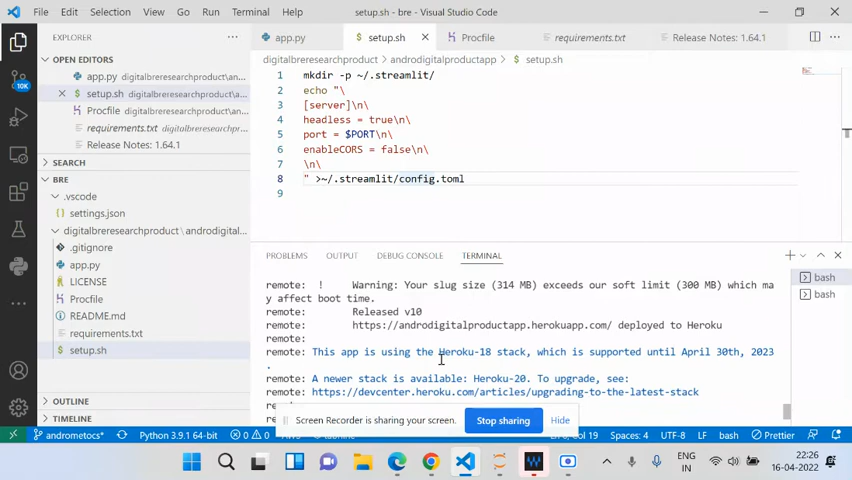 File Edit Selection View Go Run Terminal Help setup.sh - bre - Visual Studio Code
EXPLORER
app.py setup.sh Procfile requirements.txt Release Notes: 1.64.1
OPEN EDITORS
app.py digitalbreresearchproduct\an...
setup.sh digitalbreresearchproduct\an...
Procfile digitalbreresearchproduct\an...
requirements.txt digitalbreresearchpr...
Release Notes: 1.64.1
SEARCH
BRE
.vscode
settings.json
digitalbreresearchproduct \ androdigital...
.gitignore
app.py
LICENSE
Procfile
README.md
requirements.txt
setup.sh
OUTLINE
TIMELINE
10K
digitalbreresearchproduct > androdigitalproductapp > setup.sh
1 mkdir -p ~/.streamlit/
2 echo "\
3 [server]\n\
4 headless = true\n\
5 port = $PORT\n\
6 enableCORS = false\n\
7 \n\
8 " >~/.streamlit/config.toml
9
PROBLEMS OUTPUT DEBUG CONSOLE TERMINAL
bash
bash
remote: ! Warning: Your slug size (314 MB) exceeds our soft limit (300 MB) which ma
y affect boot time.
remote: Released v10
remote: https://androdigitalproductapp.herokuapp.com/ deployed to Heroku
remote:
remote: This app is using the Heroku-18 stack, which is supported until April 30th, 2023
.
remote: A newer stack is available: Heroku-20. To upgrade, see:
remote: https://devcenter.heroku.com/articles/upgrading-to-the-latest-stack
Screen Recorder is sharing your screen. Stop sharing Hide
andrometocs* Python 3.9.1 64-bit 0 0 AWS tabnine Ln 8, Col 19 Spaces: 4 UTF-8 LF bash Prettier
ENG
IN
22:26
16-04-2022